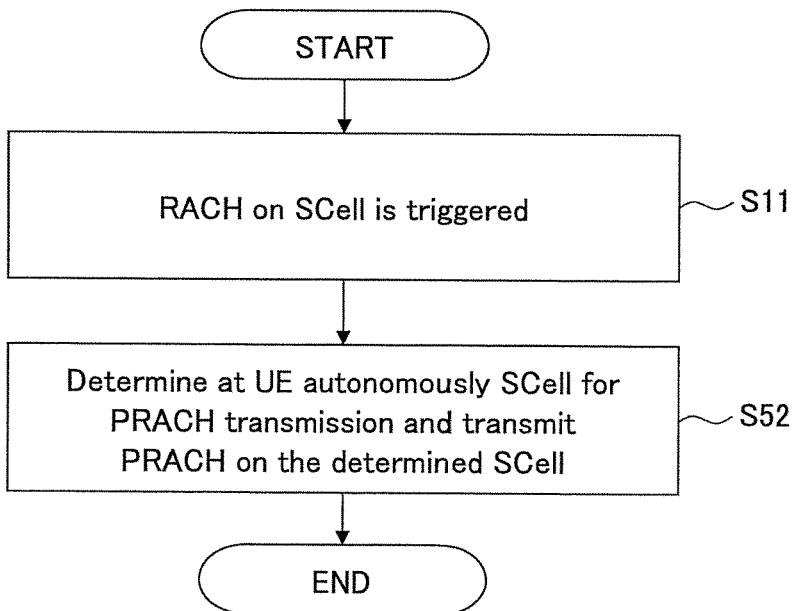 START
RACH on SCell is triggered
S11
Determine at UE autonomously SCell for
PRACH transmission and transmit
PRACH on the determined SCell
S52
END